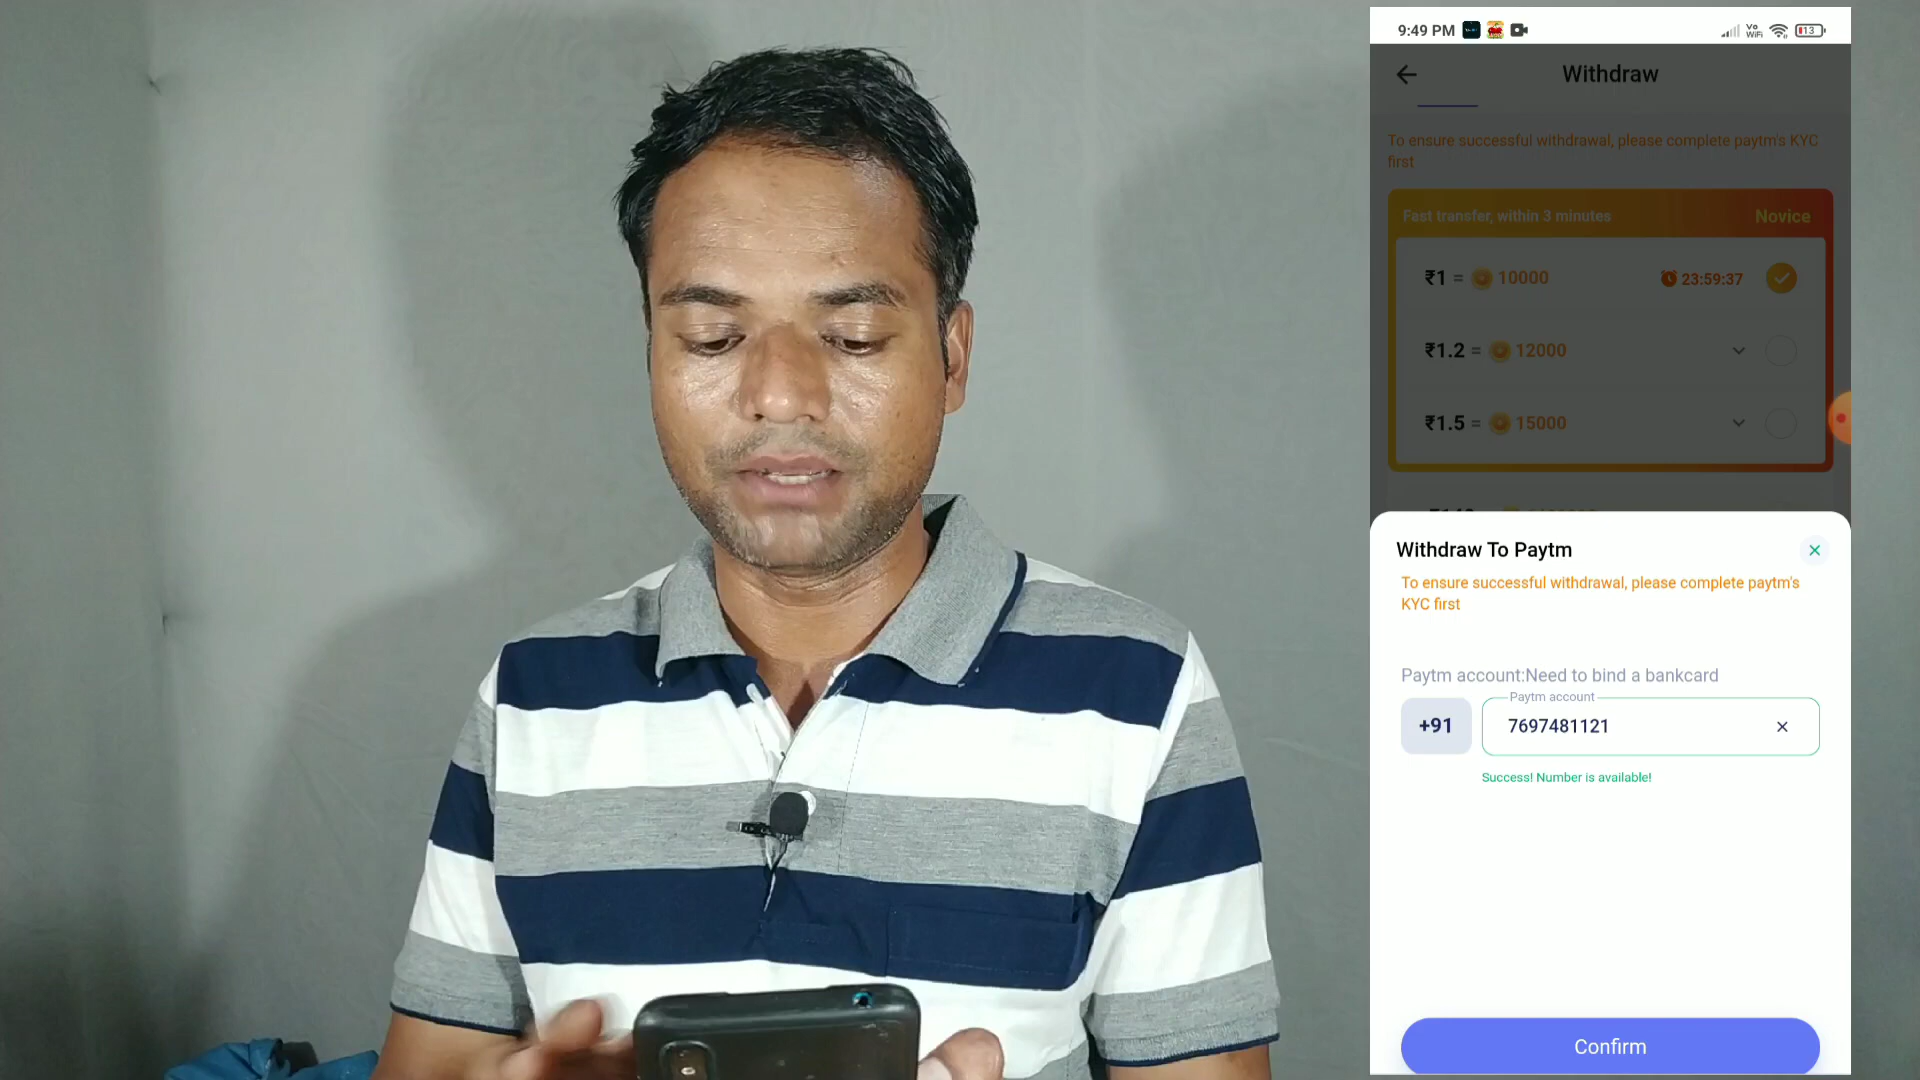 9:49 PM
Vo
WiFi
13
Withdraw
To ensure successful withdrawal, please complete paytm's KYC
first
Fast transfer, within 3 minutes Novice
₹1 = 10000 23:59:37
₹1.2 = 12000
₹1.5 = 15000
Withdraw To Paytm
To ensure successful withdrawal, please complete paytm's
KYC first
Paytm account:Need to bind a bankcard
Paytm account
+91 7697481121
Success! Number is available!
Confirm